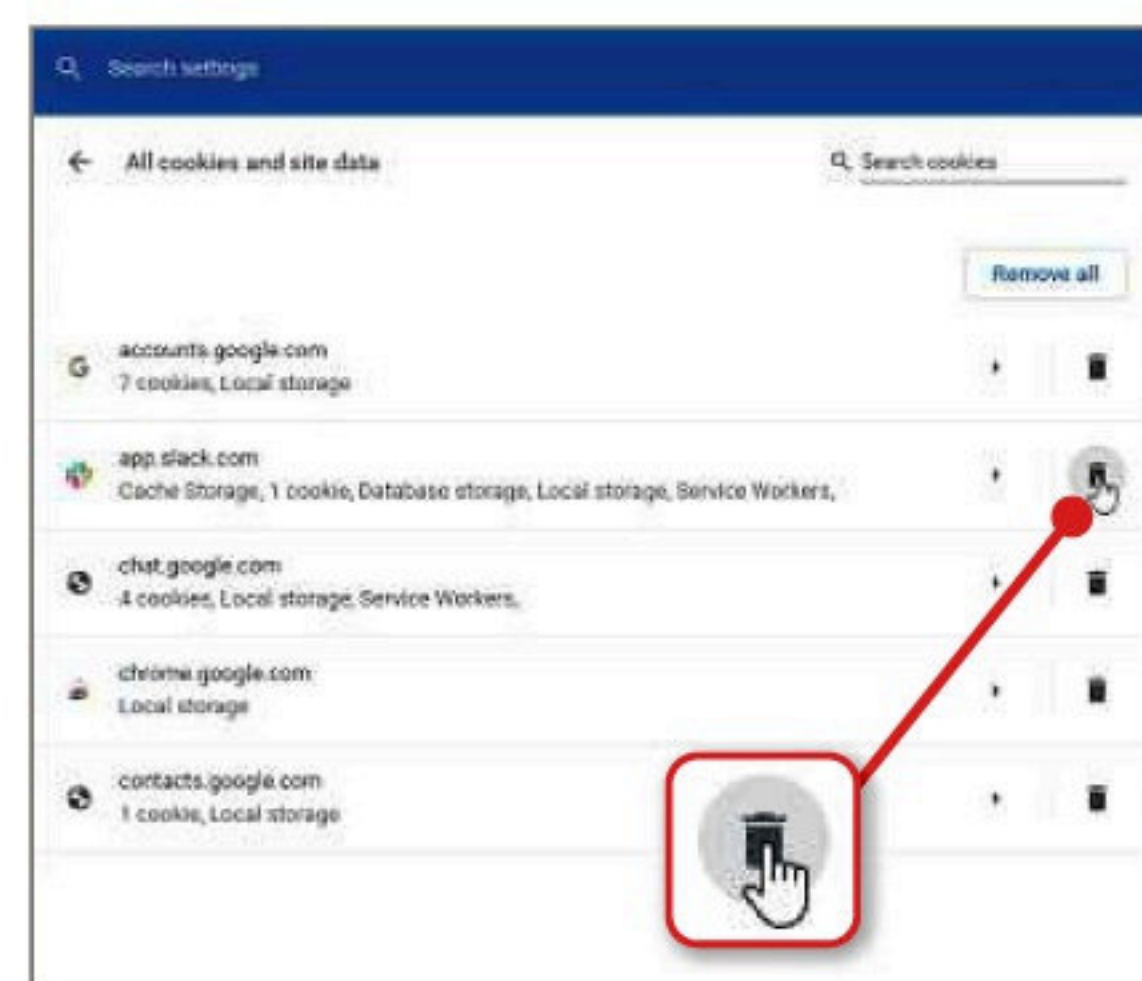 Search settings
All cookies and site data
Search cookies
Remove all
accounts.google.com
7 cookies, Local storage
app.slack.com
Cache Storage, 1 cookie, Database storage, Local storage, Service Workers,
chat.google.com
4 cookies, Local storage, Service Workers,
chrome.google.com
Local storage
contacts.google.com
1 cookie, Local storage